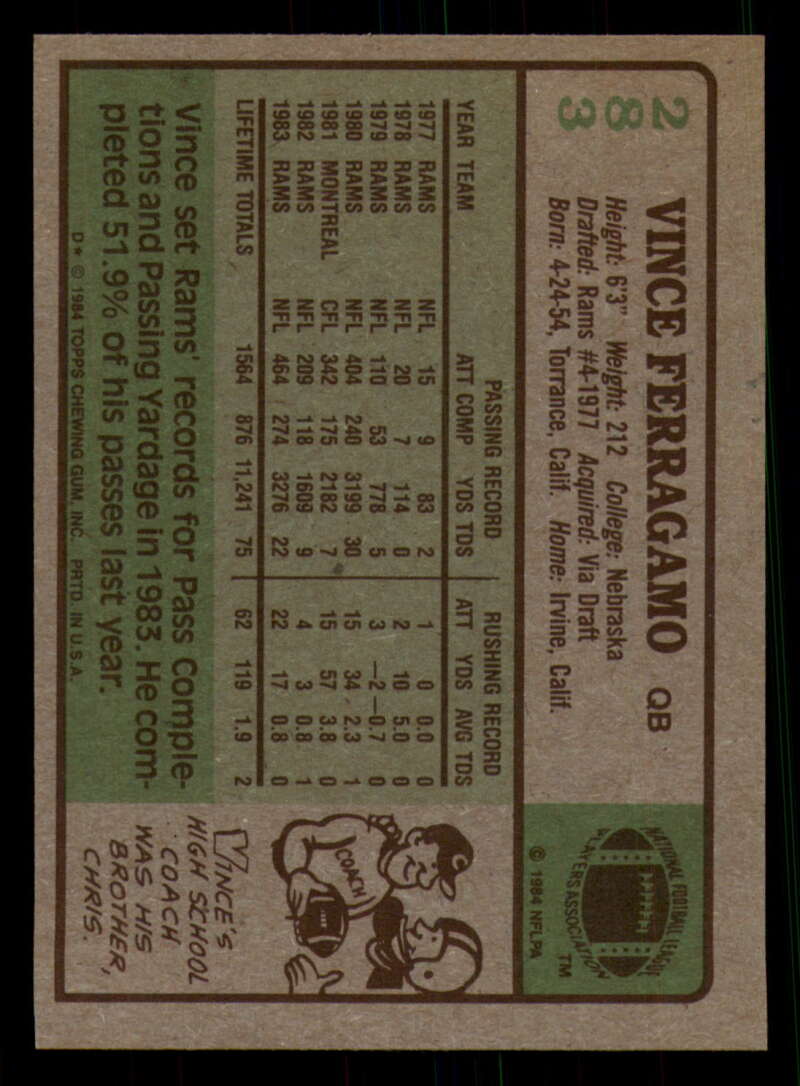 283
VINCE FERRAGAMO QB
Height: 6'3" Weight: 212 College: Nebraska
Drafted: Rams #4-1977 Acquired: Via Draft
Born: 4-24-54, Torrance, Calif. Home: Irvine, Calif.
NATIONAL FOOTBALL LEAGUE
PLAYERS ASSOCIATION
TM
© 1984 NFLPA
PASSING RECORD RUSHING RECORD
YEAR TEAM ATT COMP YDS TDS ATT YDS AVG TDS
1977 RAMS NFL 15 9 83 2 1 0 0.0 0
1978 RAMS NFL 20 7 114 0 2 10 5.0 0
1979 RAMS NFL 110 53 778 5 3 —2 —0.7 0
1980 RAMS NFL 404 240 3199 30 15 34 2.3 1
1981 MONTREAL CFL 342 175 2182 7 15 57 3.8 0
1982 RAMS NFL 209 118 1609 9 4 3 0.8 1
1983 RAMS NFL 464 274 3276 22 22 17 0.8 0
LIFETIME TOTALS 1564 876 11,241 75 62 119 1.9 2
Vince set Rams' records for Pass Comple-
tions and Passing Yardage in 1983. He com-
pleted 51.9% of his passes last year.
D* © 1984 TOPPS CHEWING GUM, INC. PRTD. IN U.S.A.
C
COACH
VINCE'S
HIGH SCHOOL
COACH
WAS HIS
BROTHER,
CHRIS.